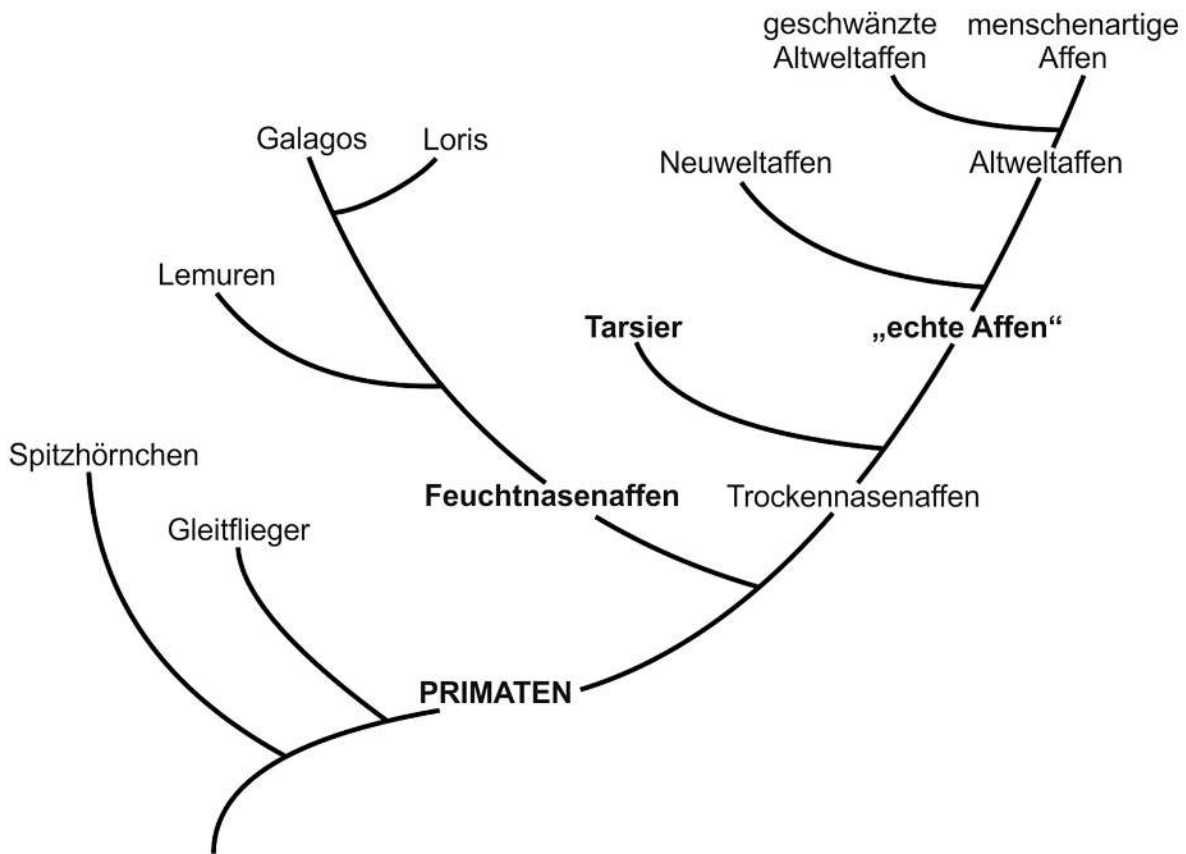 geschwänzte
Altweltaffen
menschenartige
Affen
Galagos
Loris
Neuweltaffen
Altweltaffen
Lemuren
Tarsier
„echte Affen“
Spitzhörnchen
Feuchtnasenaffen
Trockennasenaffen
Gleitflieger
PRIMATEN